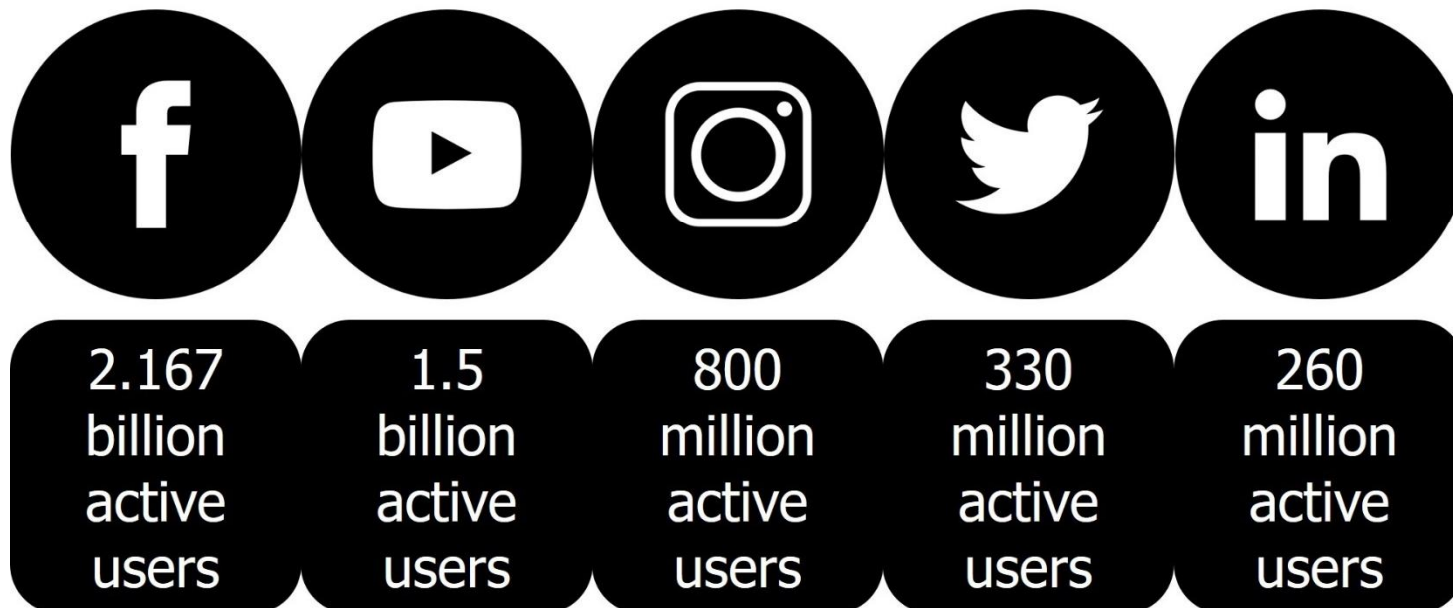 f
in
2.167
billion
active
users
1.5
billion
active
users
800
million
active
users
330
million
active
users
260
million
active
users